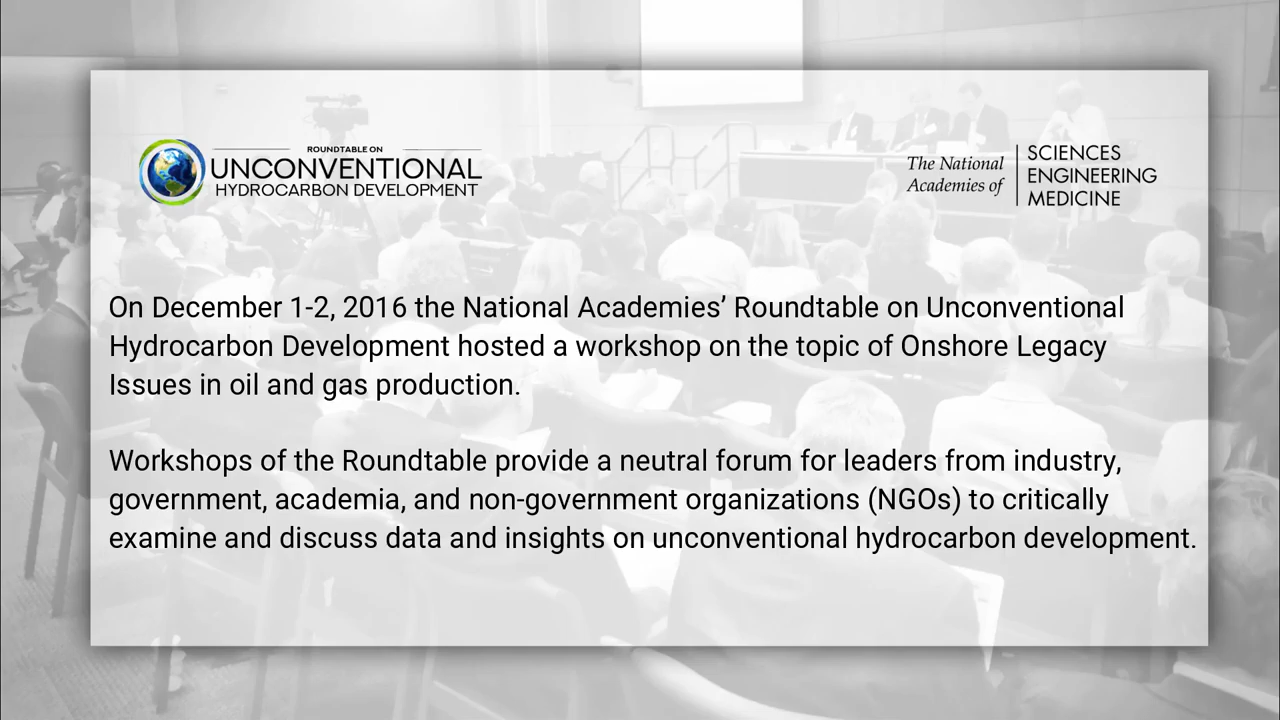 ROUNDTABLE ON
UNCONVENTIONAL
HYDROCARBON DEVELOPMENT
The National
Academies of
SCIENCES
ENGINEERING
MEDICINE
On December 1-2, 2016 the National Academies’ Roundtable on Unconventional
Hydrocarbon Development hosted a workshop on the topic of Onshore Legacy
Issues in oil and gas production.
Workshops of the Roundtable provide a neutral forum for leaders from industry,
government, academia, and non-government organizations (NGOs) to critically
examine and discuss data and insights on unconventional hydrocarbon development.